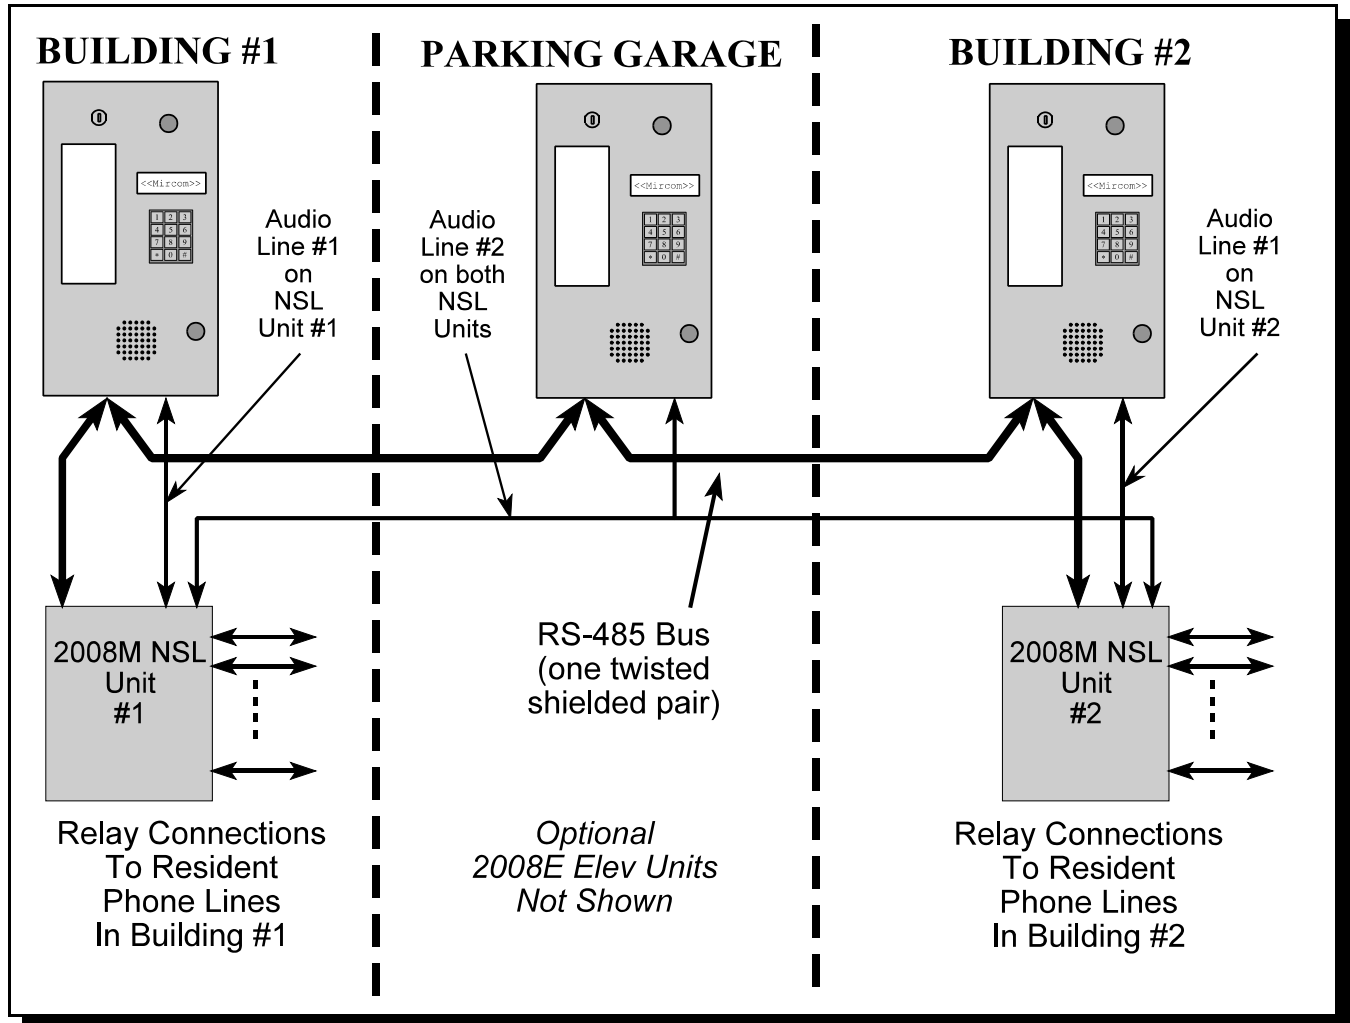 BUILDING #1
PARKING GARAGE
BUILDING #2
<<Mircom>>
1 2 3
4 5 6
7 8 9
* 0 #
<<Mircom>>
1 2 3
4 5 6
7 8 9
* 0 #
<<Mircom>>
1 2 3
4 5 6
7 8 9
* 0 #
Audio
Line #1
on
NSL
Unit #1
Audio
Line #2
on both
NSL
Units
Audio
Line #1
on
NSL
Unit #2
2008M NSL
Unit
#1
RS-485 Bus
(one twisted
shielded pair)
2008M NSL
Unit
#2
Relay Connections
To Resident
Phone Lines
In Building #1
Optional
2008E Elev Units
Not Shown
Relay Connections
To Resident
Phone Lines
In Building #2